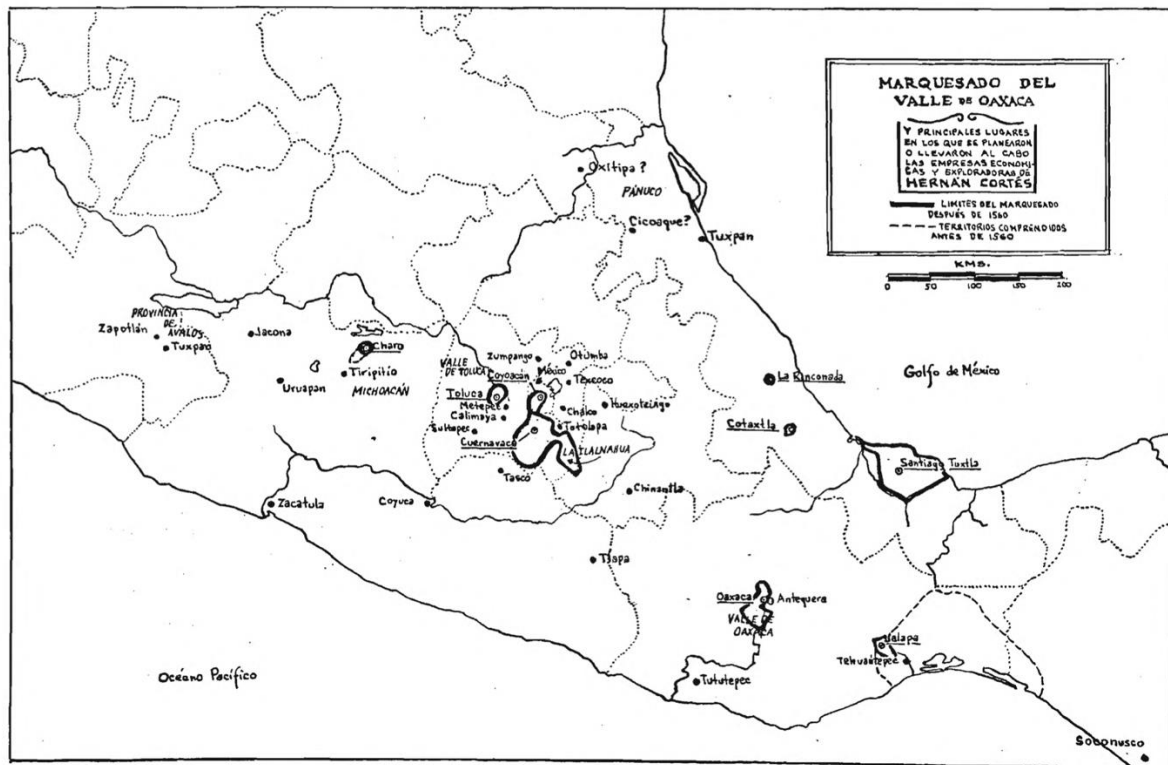 MARQUESADO DEL
VALLE DE OAXACA
Y PRINCIPALES LUGARES
EN LOS QUE SE PLANEARON
O LLEVARON AL CABO
LAS EMPRESAS ECONOMI-
CAS Y EXPLORADORAS DE
HERNÁN CORTÉS
LIMITES DEL MARQUESADO
DESPUÉS DE 1560
TERRITORIOS COMPRENDIDOS
ANTES DE 1560
KMS.
0 50 100 150 200
Oxitipa ?
PÁNUCO
Cicoaque?
Tuxpan
PROVINCIA
DE
AVALOS
Zapotlán
Tuxpan
Jacona
Charo
Tiripitio
Uruapan
MICHOACÁN
VALLE
DE TOLUCA
Zumpango
Otumba
México
Coyoacán
Texcoco
Toluca
Metepec
Calimaya
Sultepec
Chalco
Huexotzingo
Totolapa
Cuernavaca
LA TLALNAHUA
Tasco
La Rinconada
Golfo de México
Cotaxtla
Santiago Tuxtla
Zacatula
Coyuca
Chinantla
Tlapa
Oaxaca
Antequera
VALLE DE
OAXACA
Jalapa
Tehuantepec
Tututepec
Océano Pacífico
Soconusco